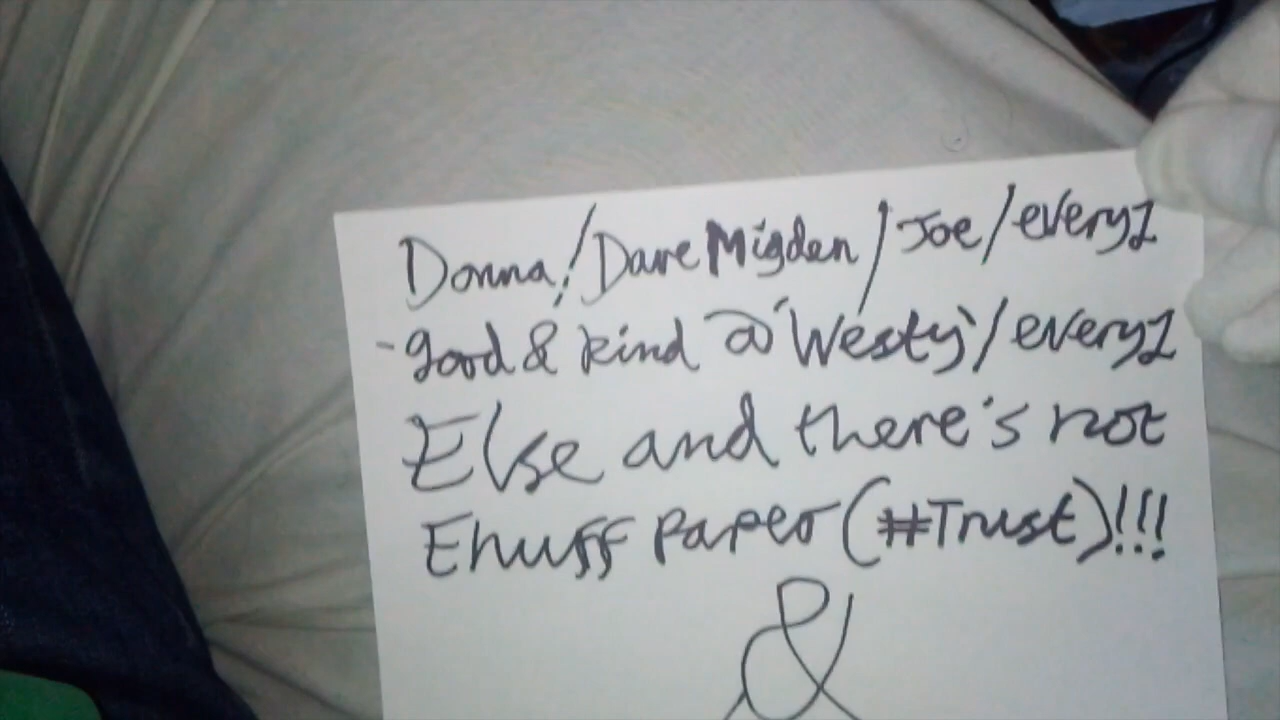 Donna!/Dave Migden/Joe/every1
-good & kind @ 'Westy'/every1
Else and there's not
Enuff paper (#Trust)!!!
&